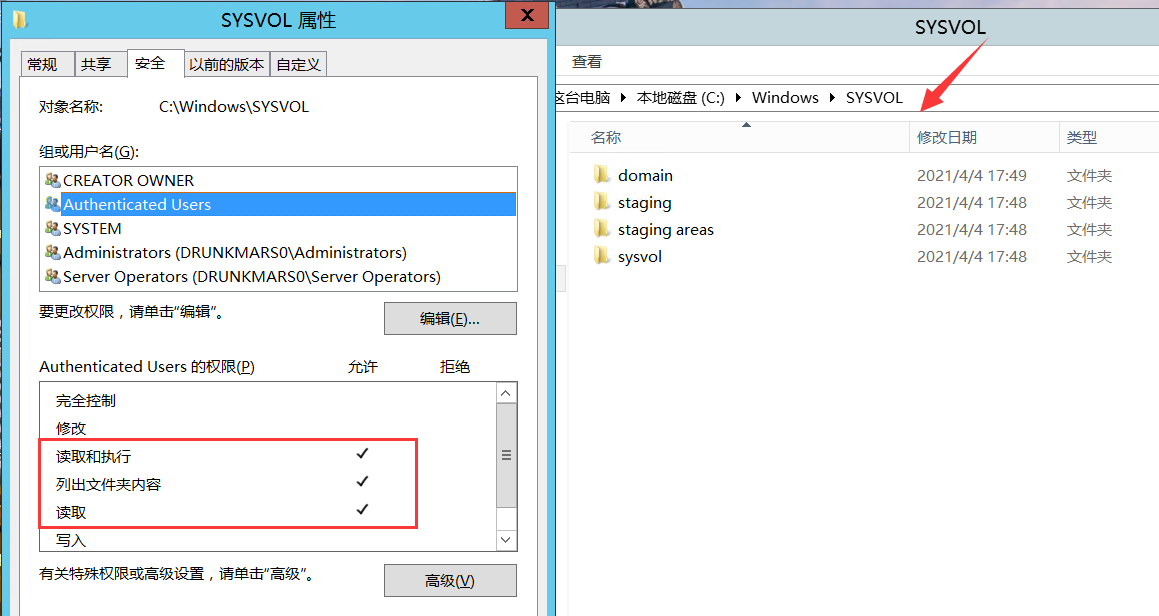 SYSVOL 属性
X
常规 共享 安全 以前的版本 自定义
对象名称: C:\Windows\SYSVOL
组或用户名(G):
CREATOR OWNER
Authenticated Users
SYSTEM
Administrators (DRUNKMARS0\Administrators)
Server Operators (DRUNKMARS0\Server Operators)
要更改权限，请单击“编辑”。
编辑(E)...
Authenticated Users 的权限(P) 允许 拒绝
完全控制
修改
读取和执行
列出文件夹内容
读取
写入
有关特殊权限或高级设置，请单击“高级”。
高级(V)
SYSVOL
查看
这台电脑 本地磁盘 (C:) Windows SYSVOL
名称 修改日期 类型
domain 2021/4/4 17:49 文件夹
staging 2021/4/4 17:48 文件夹
staging areas 2021/4/4 17:48 文件夹
sysvol 2021/4/4 17:48 文件夹